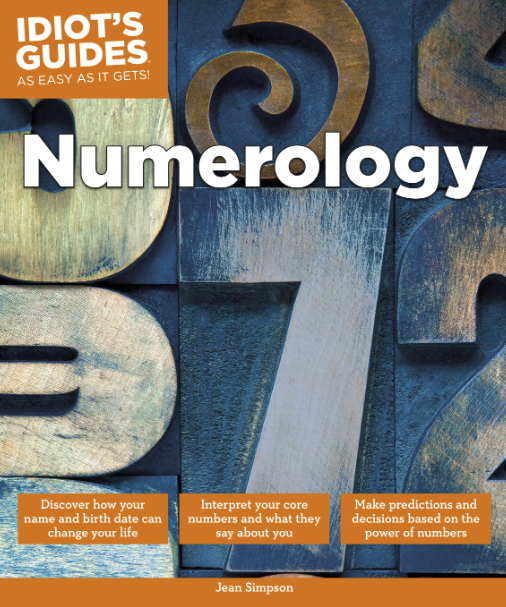 IDIOT'S
GUIDES
AS EASY AS IT GETS!
Numerology
7
2
Discover how your
name and birth date can
change your life
Interpret your core
numbers and what they
say about you
Make predictions and
decisions based on the
power of numbers
Jean Simpson